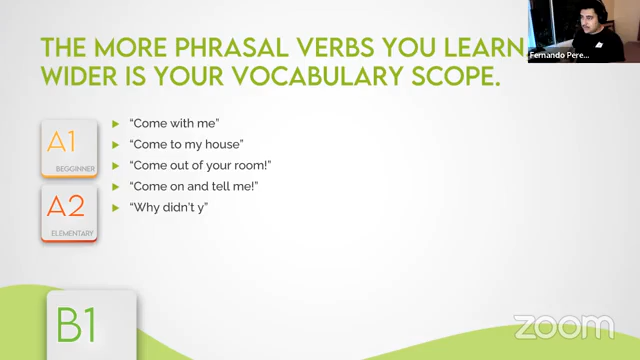 THE MORE PHRASAL VERBS YOU LEARN
WIDER IS YOUR VOCABULARY SCOPE.
Fernando Pere...
A1
BEGGINNER
A2
ELEMENTARY
"Come with me"
"Come to my house"
"Come out of your room!"
"Come on and tell me!"
"Why didn't y"
B1
zoom